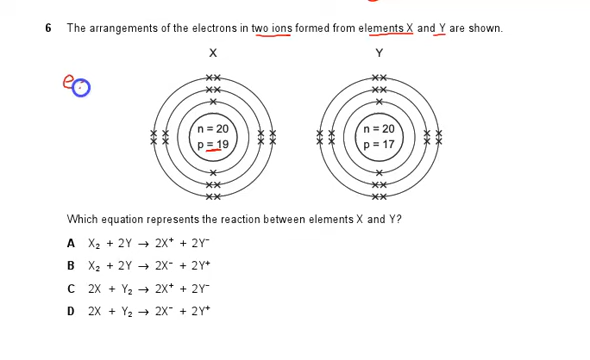 6 The arrangements of the electrons in two ions formed from elements X and Y are shown.
X Y
n = 20 n = 20
p = 19 p = 17
Which equation represents the reaction between elements X and Y?
A X₂ + 2Y → 2X⁺ + 2Y⁻
B X₂ + 2Y → 2X⁻ + 2Y⁺
C 2X + Y₂ → 2X⁺ + 2Y⁻
D 2X + Y₂ → 2X⁻ + 2Y⁺